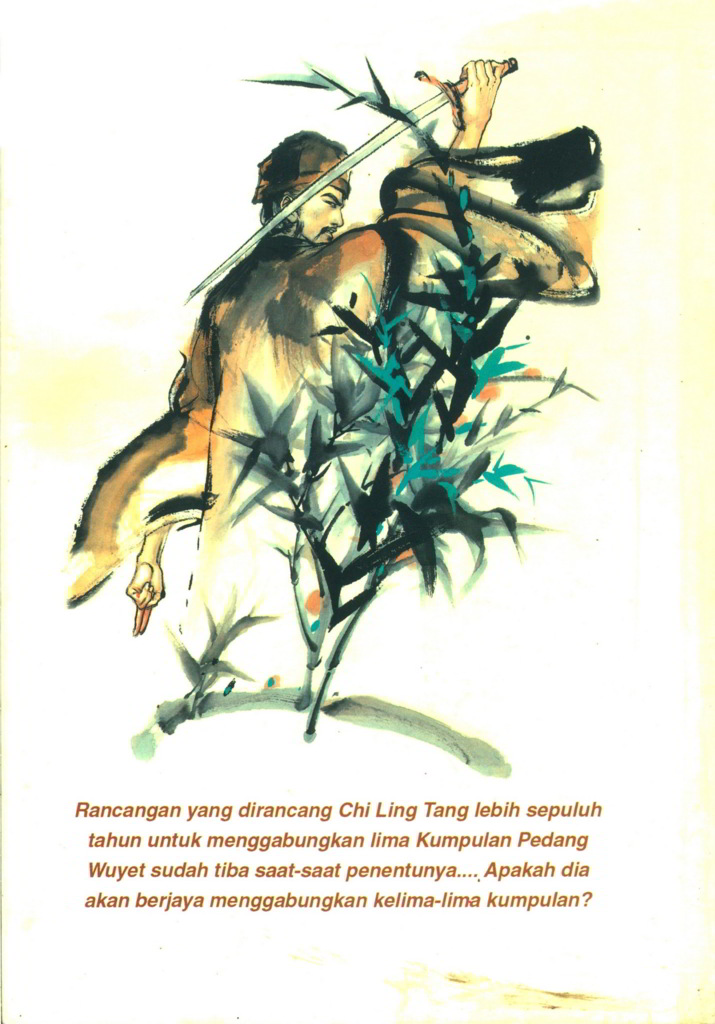 Rancangan yang dirancang Chi Ling Tang lebih sepuluh
tahun untuk menggabungkan lima Kumpulan Pedang
Wuyet sudah tiba saat-saat penentunya.... Apakah dia
akan berjaya menggabungkan kelima-lima kumpulan?